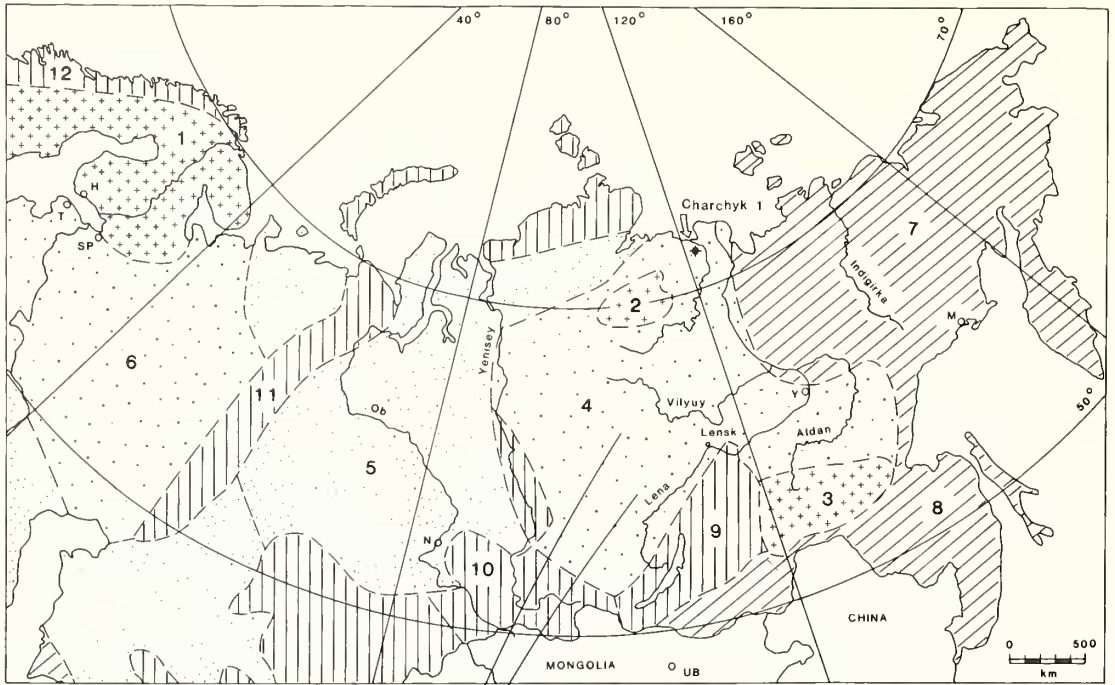 40°
80°
120°
160°
70°
12
1
H
T
SP
Charchyk 1
7
2
Indigirka
M
Yenisey
6
11
4
Vilyuy
Y
50°
Ob
Lensk
Aldan
5
Lena
3
8
N
9
10
CHINA
MONGOLIA
UB
0 500
km